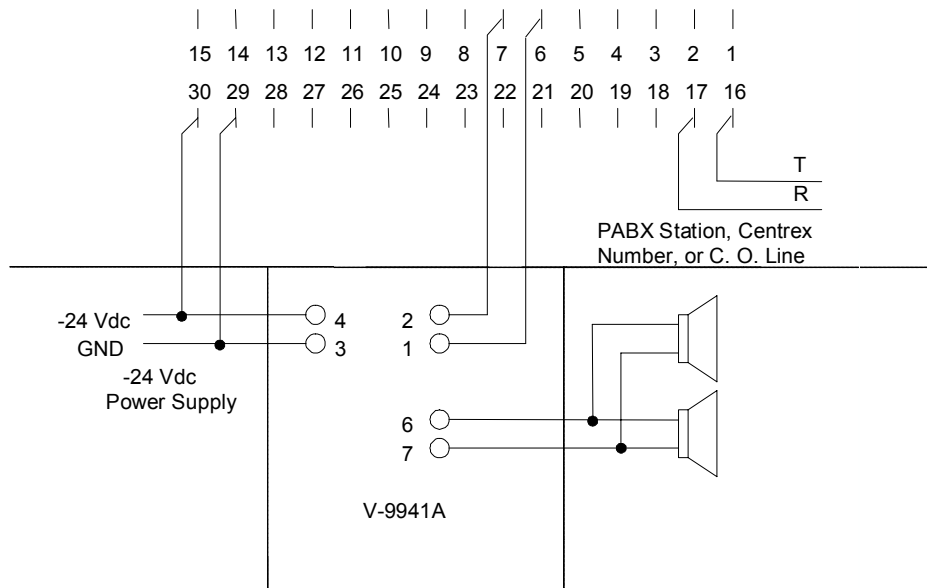 15 14 13 12 11 10 9 8 7 6 5 4 3 2 1
30 29 28 27 26 25 24 23 22 21 20 19 18 17 16
T
R
PABX Station, Centrex
Number, or C. O. Line
-24 Vdc
GND
-24 Vdc
Power Supply
4
3
2
1
6
7
V-9941A